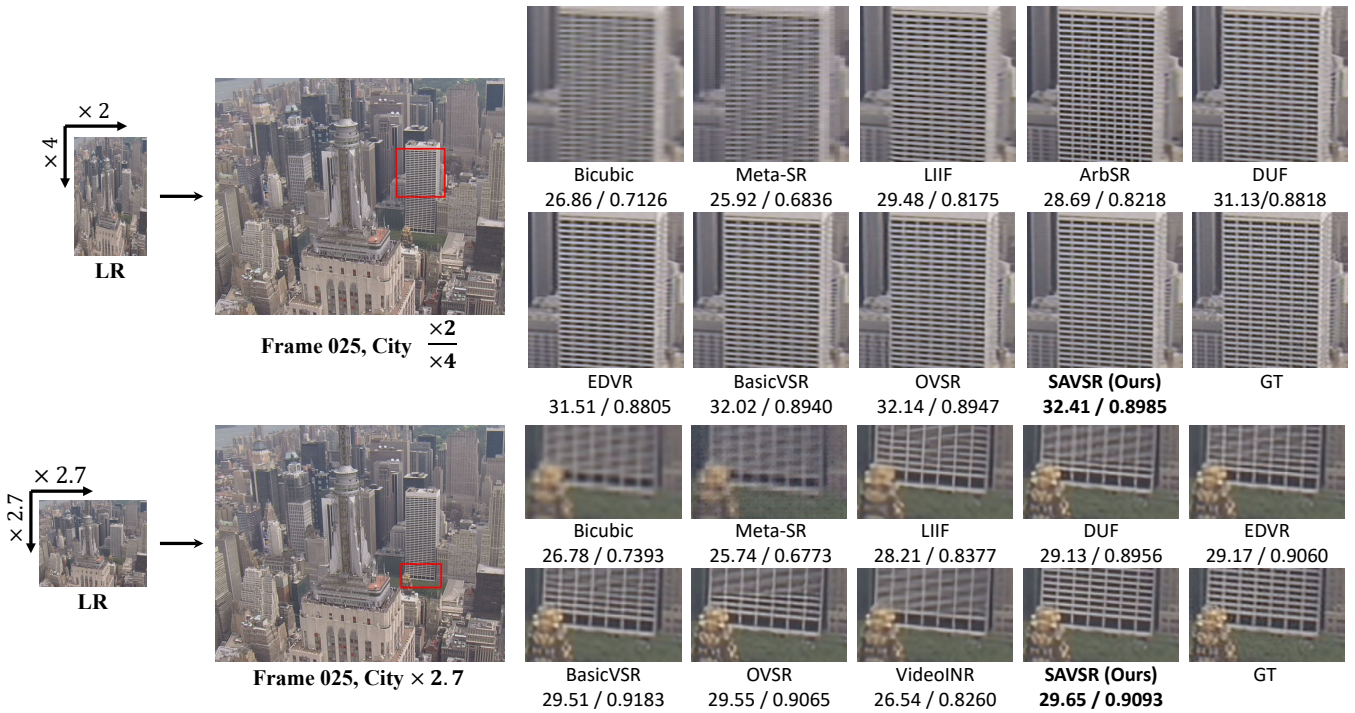 × 2
× 4
LR
Frame 025, City ×2
×4
Bicubic Meta-SR LIIF ArbSR DUF
26.86 / 0.7126 25.92 / 0.6836 29.48 / 0.8175 28.69 / 0.8218 31.13/0.8818
EDVR BasicVSR OVSR SAVSR (Ours) GT
31.51 / 0.8805 32.02 / 0.8940 32.14 / 0.8947 32.41 / 0.8985
× 2.7
× 2.7
LR
Frame 025, City × 2.7
Bicubic Meta-SR LIIF DUF EDVR
26.78 / 0.7393 25.74 / 0.6773 28.21 / 0.8377 29.13 / 0.8956 29.17 / 0.9060
BasicVSR OVSR VideoINR SAVSR (Ours) GT
29.51 / 0.9183 29.55 / 0.9065 26.54 / 0.8260 29.65 / 0.9093